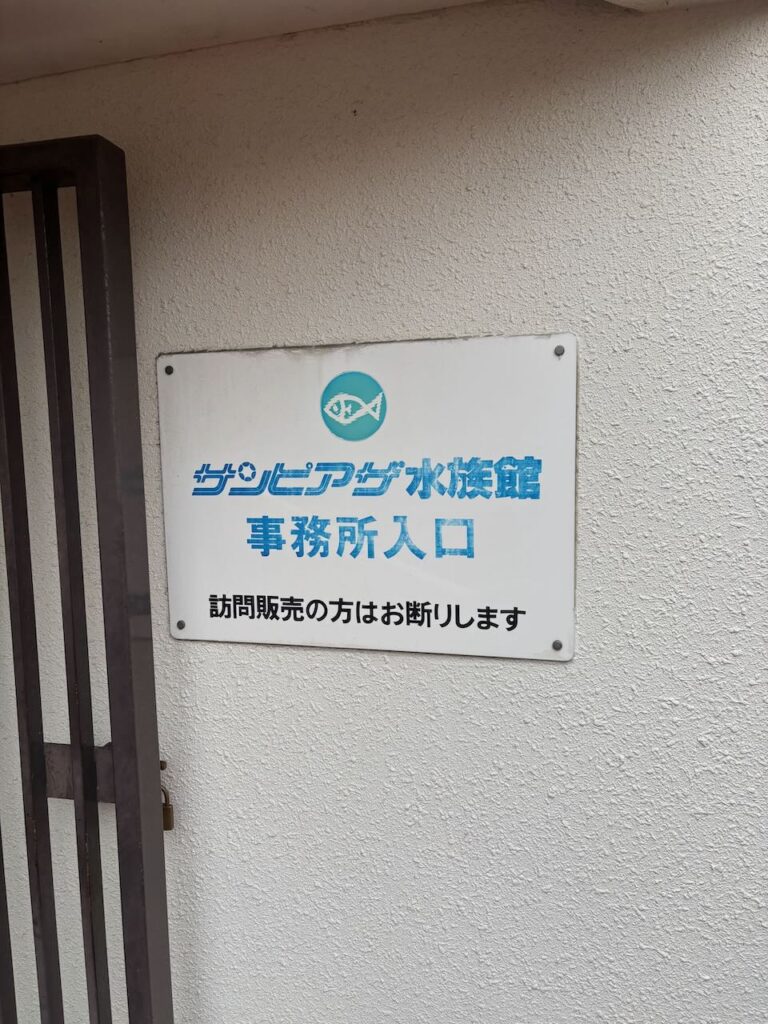 サンピアザ水族館
事務所入口
訪問販売の方はお断りします